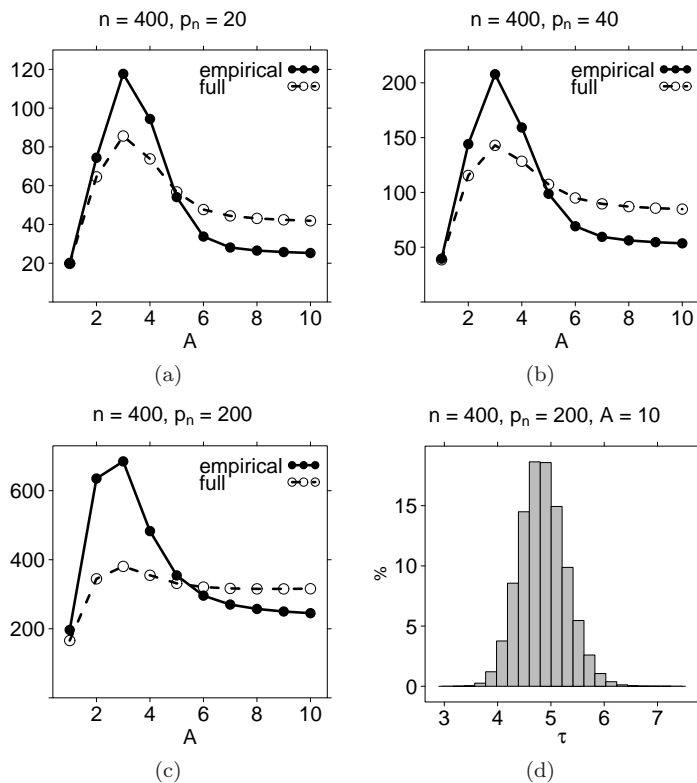 n = 400, pₙ = 20
120
100
80
60
40
20
empirical
full
2 4 6 8 10
A
(a)
n = 400, pₙ = 40
200
150
100
50
empirical
full
2 4 6 8 10
A
(b)
n = 400, pₙ = 200
600
400
200
empirical
full
2 4 6 8 10
A
(c)
n = 400, pₙ = 200, A = 10
%
15
10
5
0
3 4 5 6 7
τ
(d)